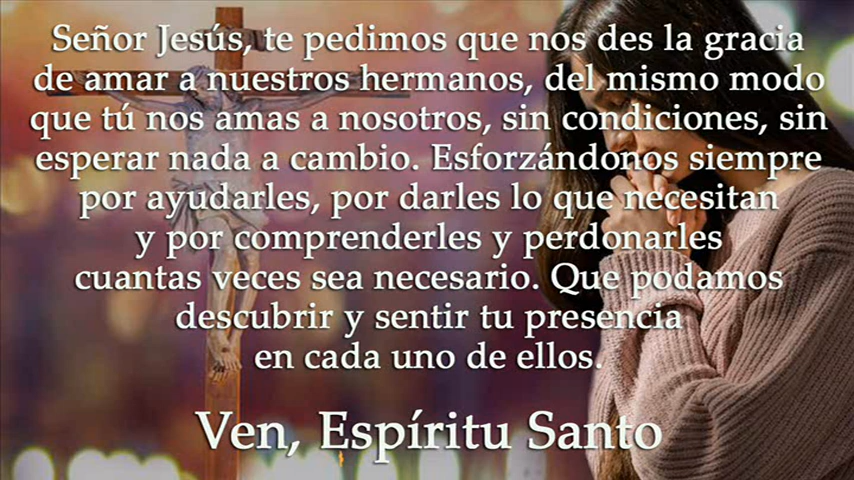 Señor Jesús, te pedimos que nos des la gracia
de amar a nuestros hermanos, del mismo modo
que tú nos amas a nosotros, sin condiciones, sin
esperar nada a cambio. Esforzándonos siempre
por ayudarles, por darles lo que necesitan
y por comprenderles y perdonarles
cuantas veces sea necesario. Que podamos
descubrir y sentir tu presencia
en cada uno de ellos.
Ven, Espíritu Santo